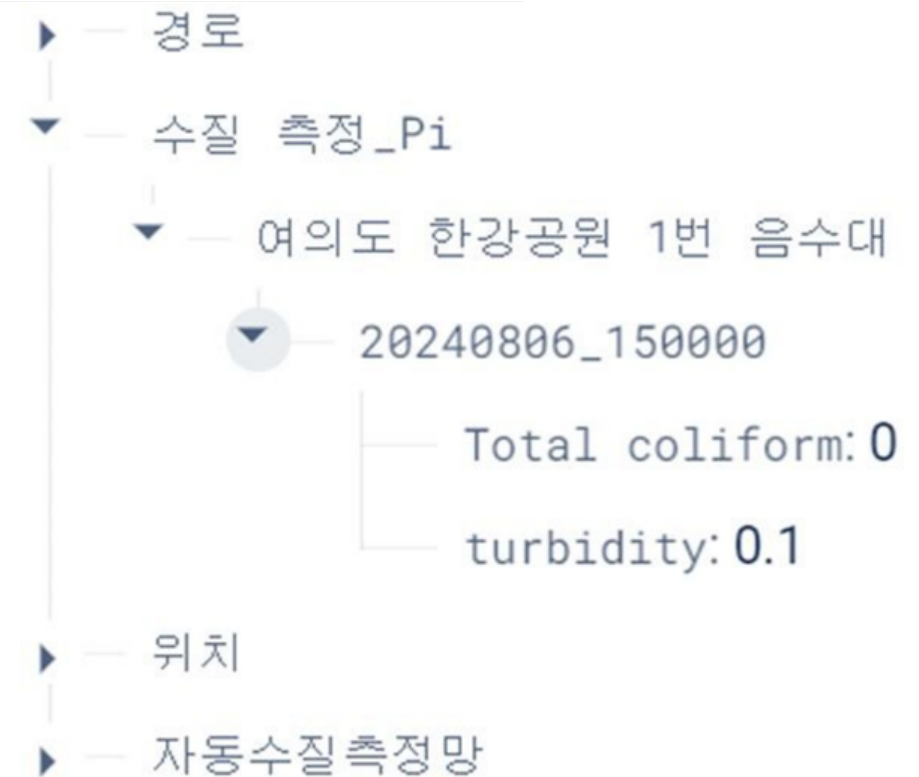 경로
수질 측정_Pi
여의도 한강공원 1번 음수대
20240806_150000
Total coliform: 0
turbidity: 0.1
위치
자동수질측정망